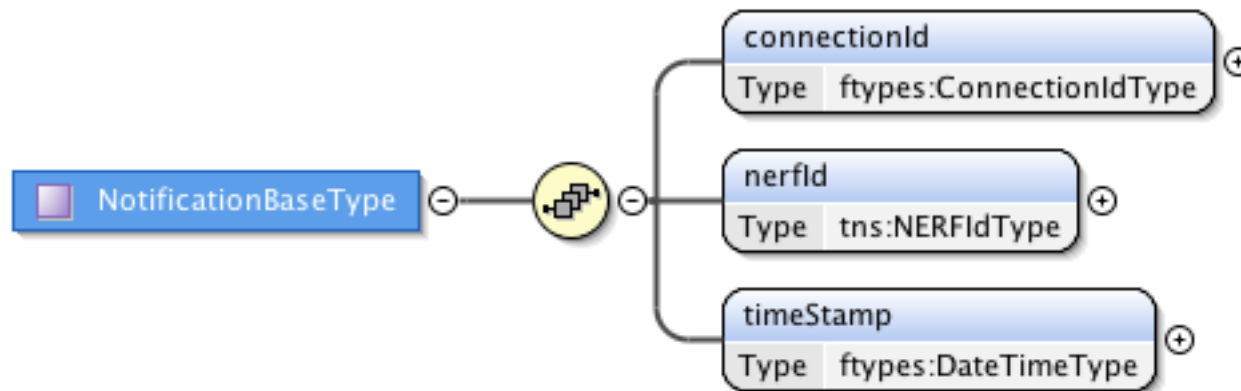 connectionId
Type ftypes:ConnectionIdType
NotificationBaseType
nerfId
Type tns:NERFIdType
timeStamp
Type ftypes:DateTimeType